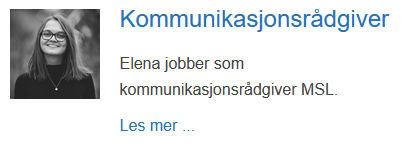 Kommunikasjonsrådgiver
Elena jobber som
kommunikasjonsrådgiver MSL.
Les mer ...